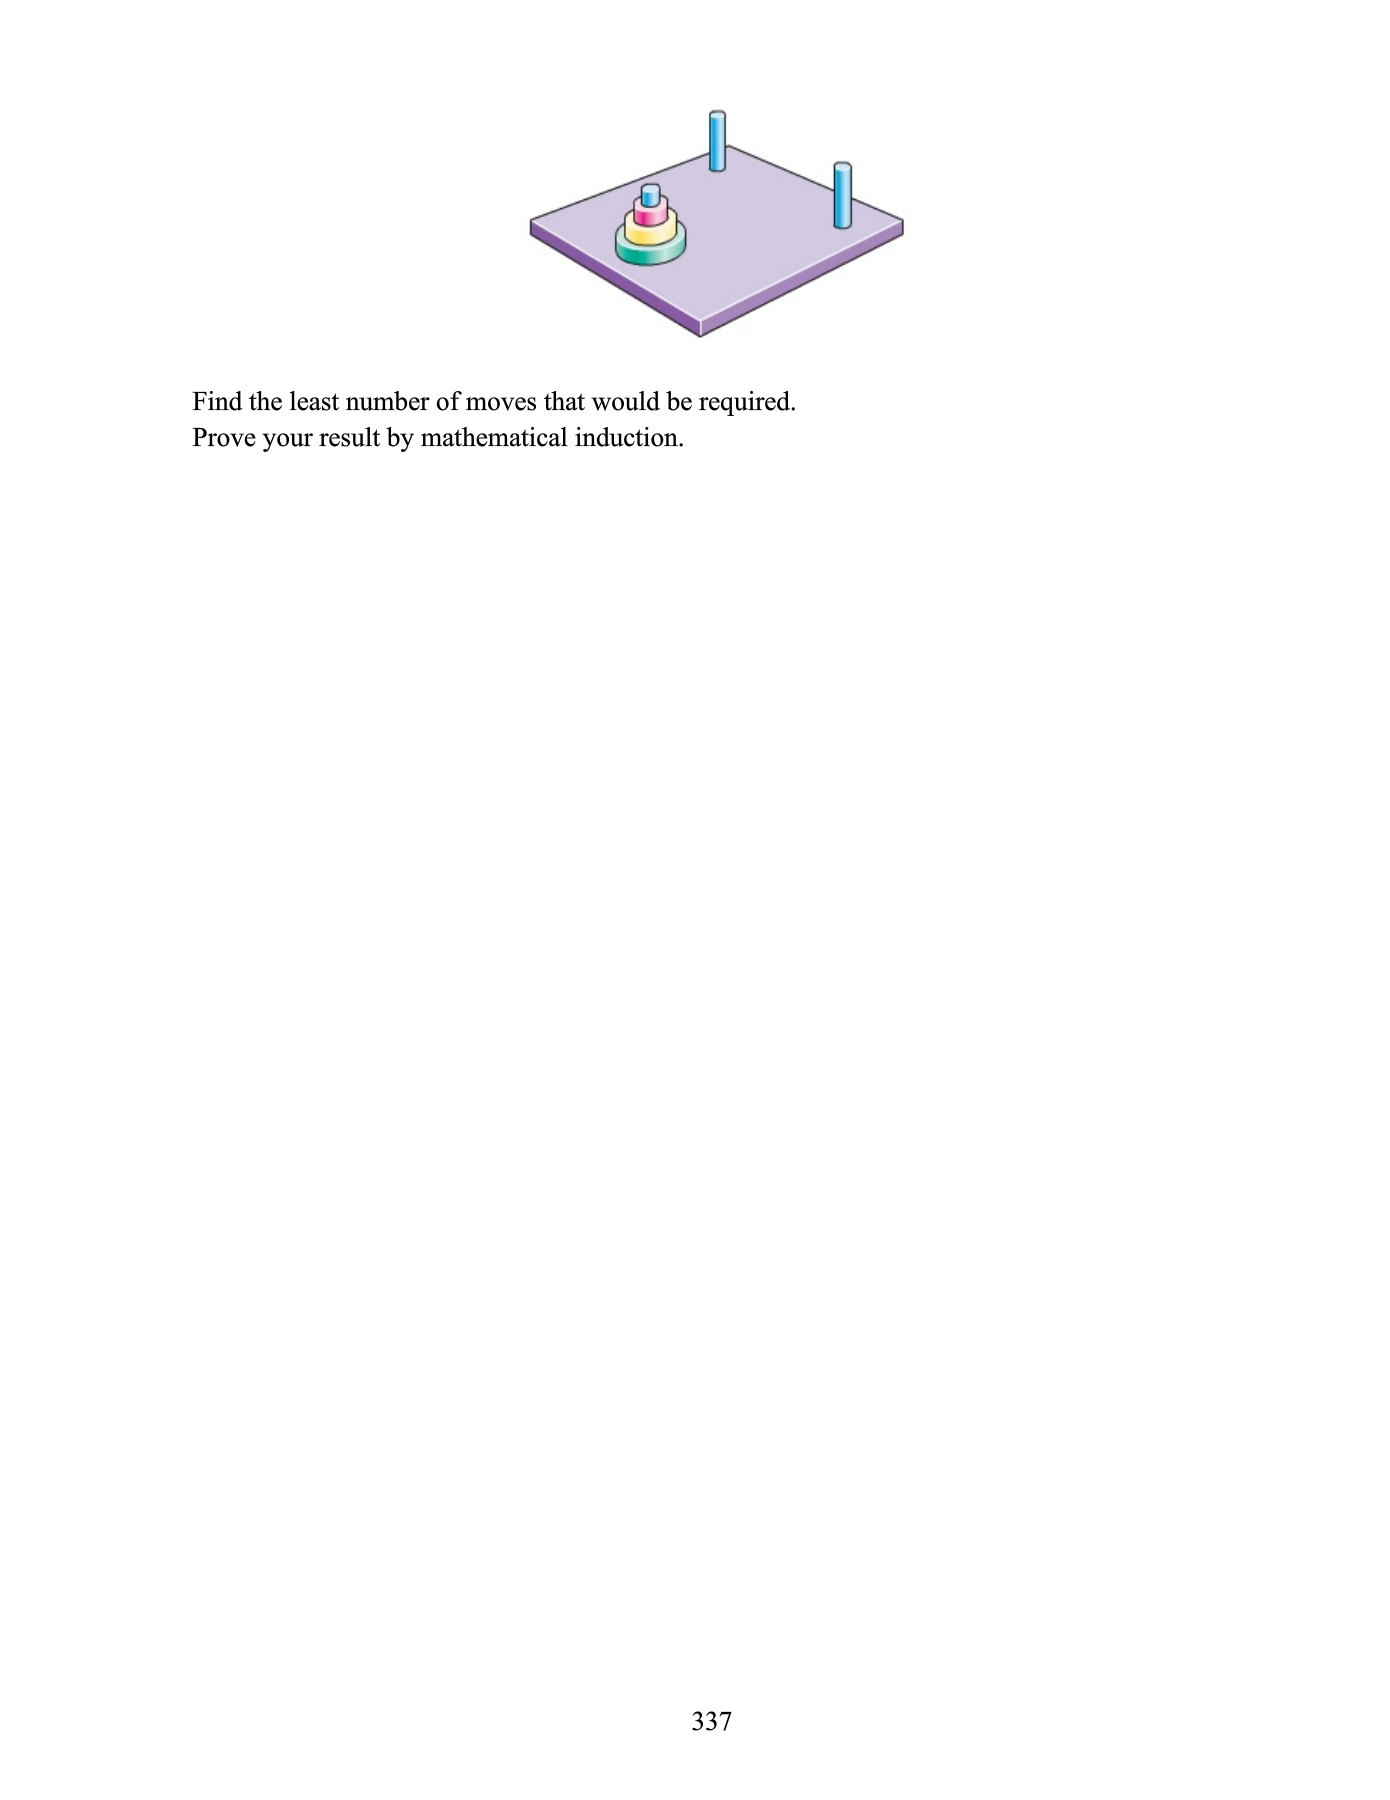 Find the least number of moves that would be required.
Prove your result by mathematical induction.
337